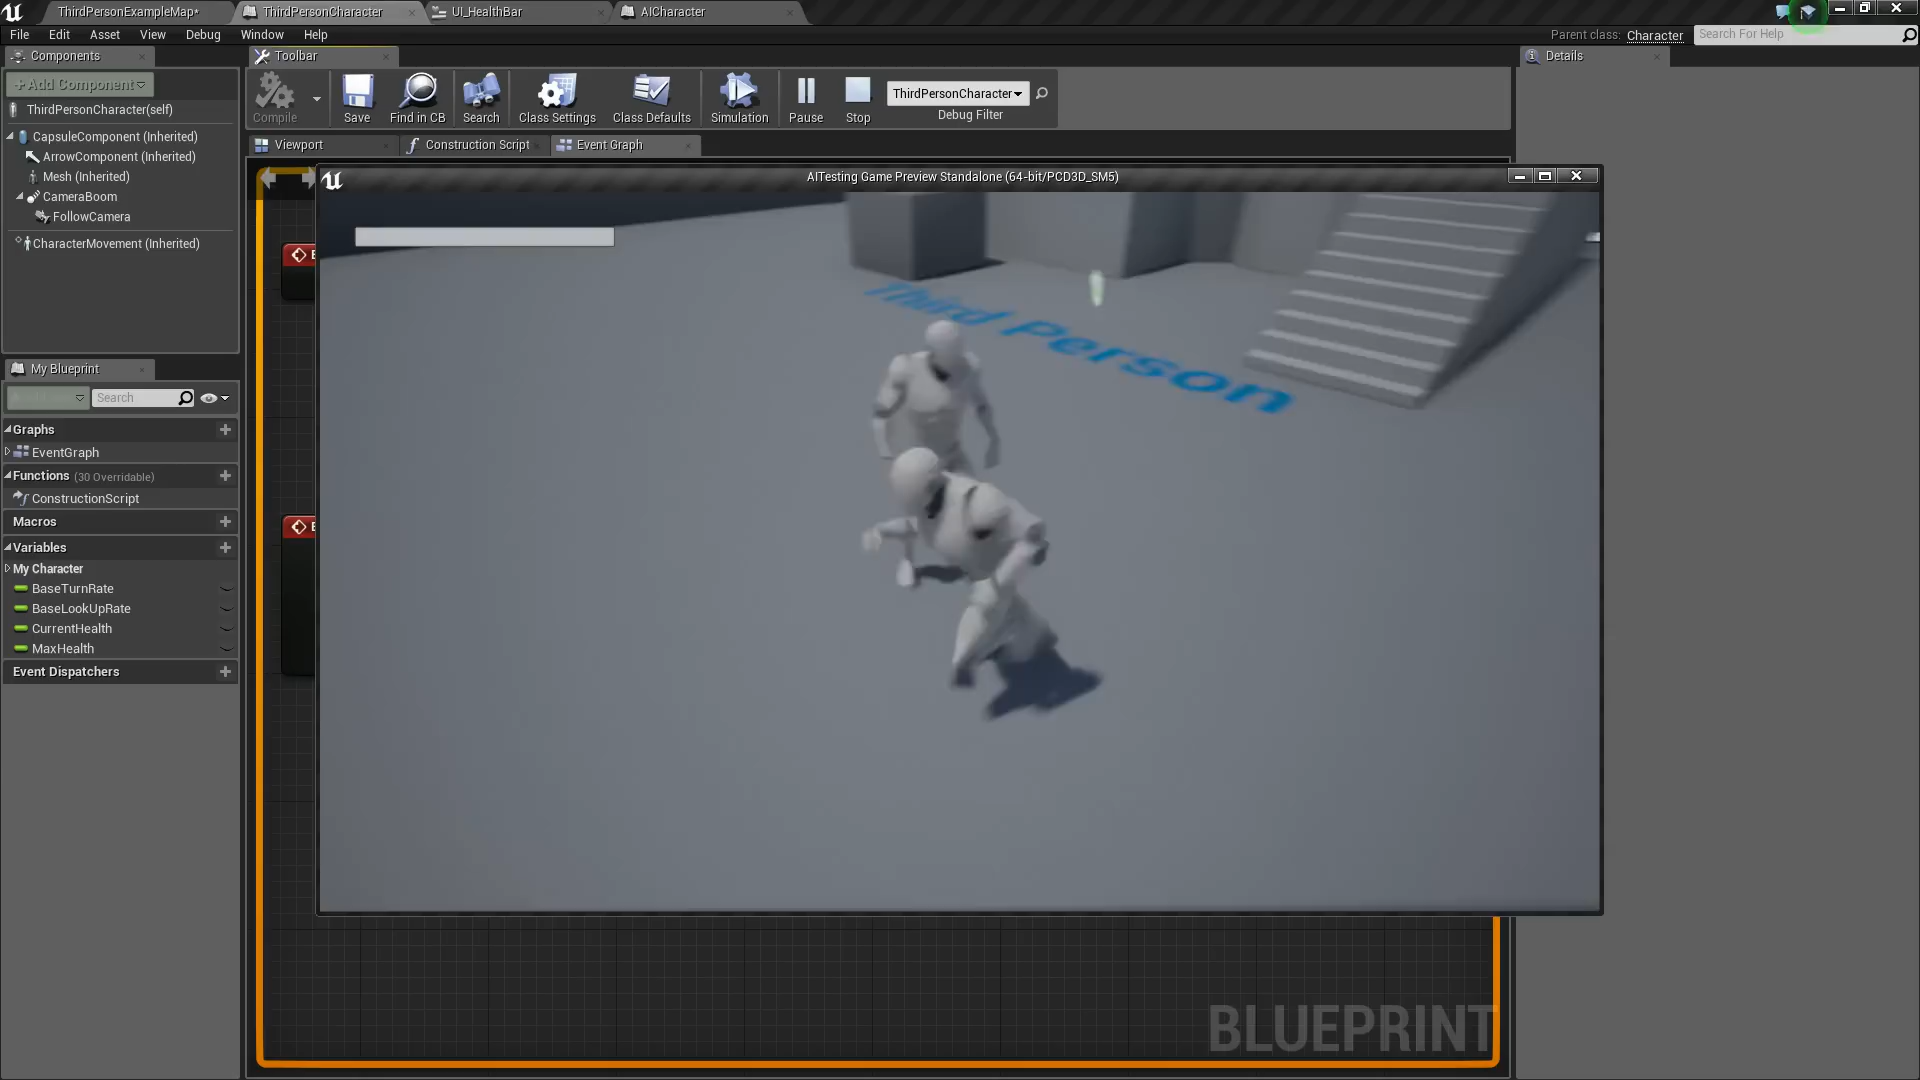 ThirdPersonExampleMap*
ThirdPersonCharacter
UI_HealthBar
AICharacter
File Edit Asset View Debug Window Help
Parent class: Character
Search For Help
Components
Toolbar
Details
+Add Component
Compile
Save
Find in CB
Search
Class Settings
Class Defaults
Simulation
Pause
Stop
ThirdPersonCharacter
Debug Filter
ThirdPersonCharacter(self)
CapsuleComponent (Inherited)
ArrowComponent (Inherited)
Mesh (Inherited)
CameraBoom
FollowCamera
CharacterMovement (Inherited)
Viewport
Construction Script
Event Graph
AITesting Game Preview Standalone (64-bit/PCD3D_SM5)
Third Person
My Blueprint
Search
Graphs
EventGraph
Functions (30 Overridable)
ConstructionScript
Macros
Variables
My Character
BaseTurnRate
BaseLookUpRate
CurrentHealth
MaxHealth
Event Dispatchers
BLUEPRINT